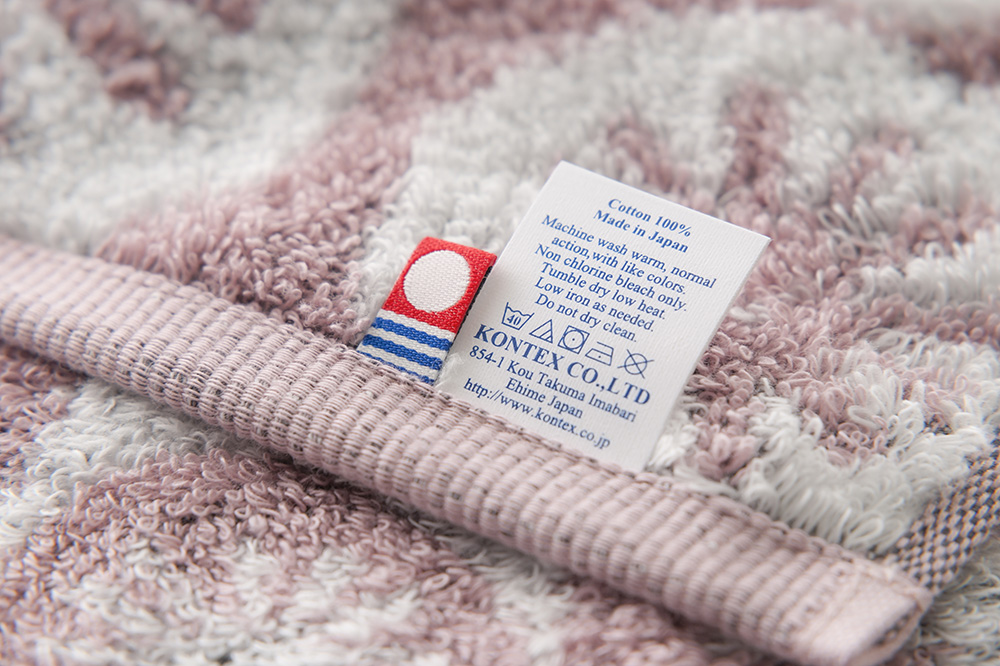 Cotton 100%
Made in Japan
Machine wash warm, normal
action, with like colors.
Non chlorine bleach only.
Tumble dry low heat.
Low iron as needed.
Do not dry clean.
40
KONTEX CO.,LTD
854-1 Kou Takuma Imabari
Ehime Japan
http://www.kontex.co.jp